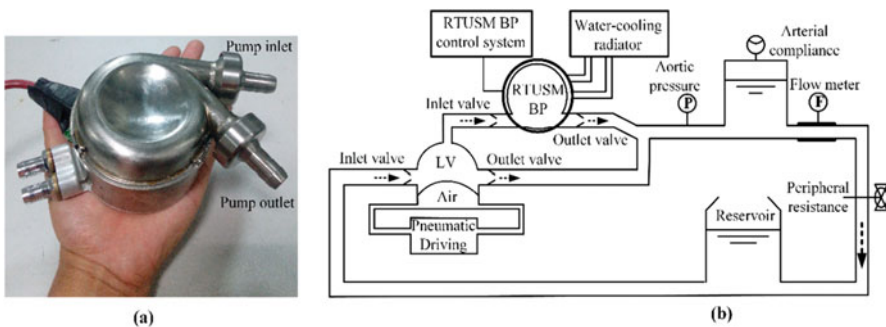 Pump inlet
Pump outlet
(a)
RTUSM BP
control system
Water-cooling
radiator
Arterial
compliance
Aortic
pressure
Flow meter
P
F
Inlet valve
RTUSM
BP
Outlet
valve
Inlet valve
LV
Outlet valve
Air
Pneumatic
Driving
Reservoir
Peripheral
resistance
(b)